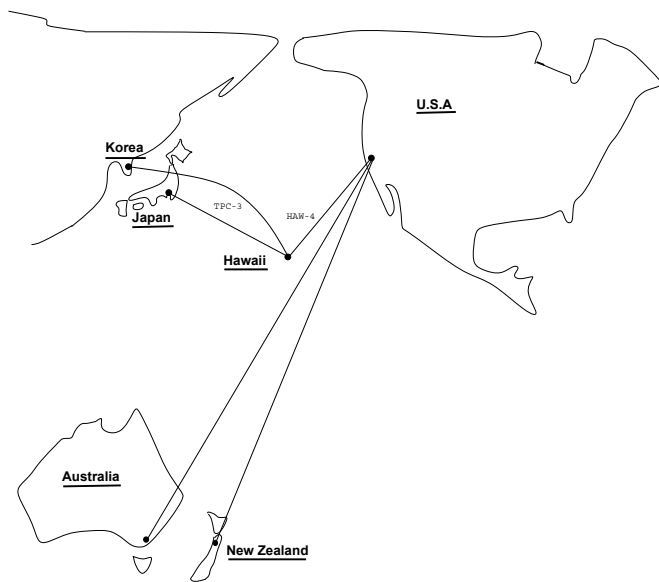 U.S.A
Korea
TPC-3
HAW-4
Japan
Hawaii
Australia
New Zealand